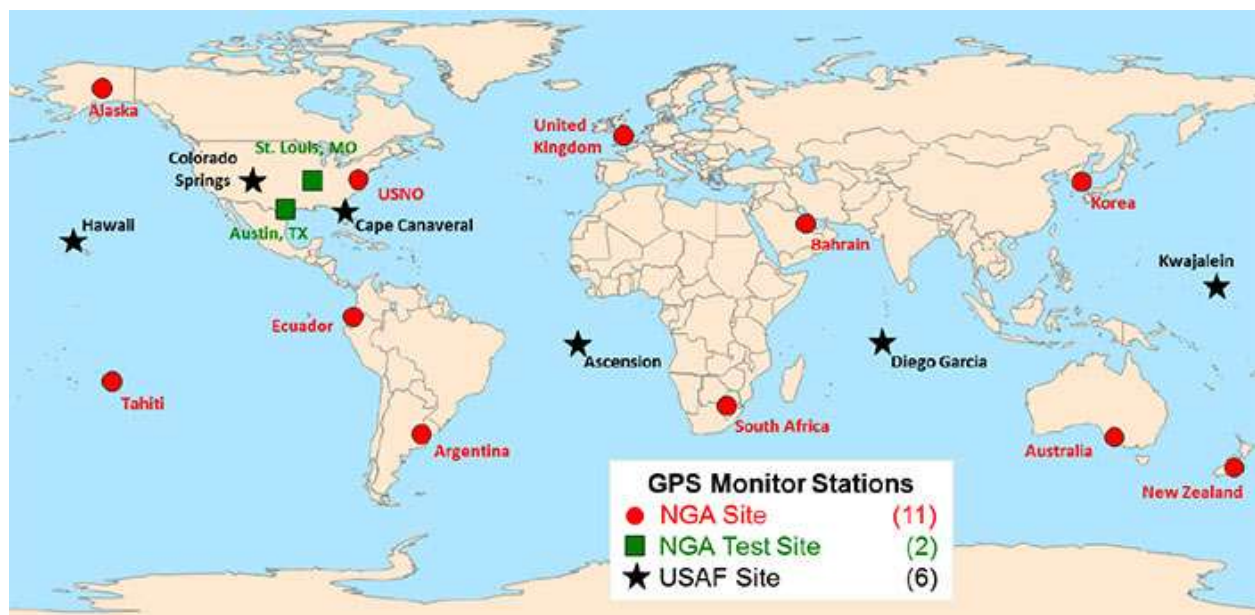 Alaska
United
Kingdom
St. Louis, MO
Colorado
Springs
USNO
Korea
Hawaii
Austin, TX
Cape Canaveral
Bahrain
Kwajalein
Ecuador
Ascension
Diego Garcia
Tahiti
South Africa
Argentina
Australia
New Zealand
GPS Monitor Stations
NGA Site (11)
NGA Test Site (2)
USAF Site (6)